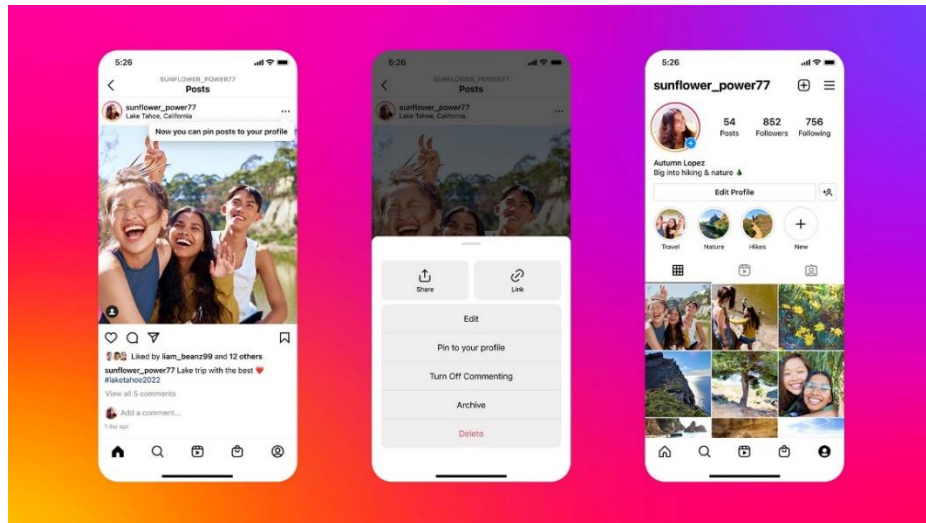 5:26
SUNFLOWER_POWER77
Posts
sunflower_power77
Lake Tahoe, California
Now you can pin posts to your profile
Liked by liam_beanz99 and 12 others
sunflower_power77 Lake trip with the best
#laketahoe2022
View all 5 comments
Add a comment...
1 day ago
5:26
SUNFLOWER_POWER77
Posts
sunflower_power77
Lake Tahoe, California
Share
Link
Edit
Pin to your profile
Turn Off Commenting
Archive
Delete
5:26
sunflower_power77
54 852 756
Posts Followers Following
Autumn Lopez
Big into hiking & nature
Edit Profile
Travel Nature Hikes New